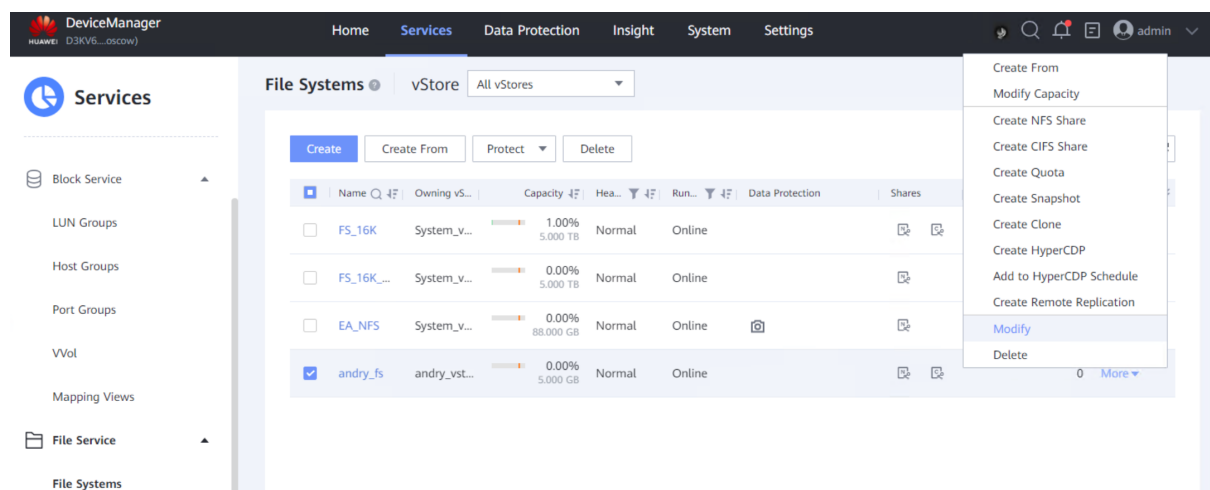 DeviceManager
HUAWEI D3KV6....oscow)
Home Services Data Protection Insight System Settings
admin
Services
File Systems vStore All vStores
Create From
Modify Capacity
Create NFS Share
Create CIFS Share
Create Quota
Create Snapshot
Create Clone
Create HyperCDP
Add to HyperCDP Schedule
Create Remote Replication
Modify
Delete
Create Create From Protect Delete
Block Service
LUN Groups
Host Groups
Port Groups
VVol
Mapping Views
File Service
File Systems
Name Owning vS... Capacity Hea... Run... Data Protection Shares
FS_16K System_v... 1.00% 5.000 TB Normal Online
FS_16K_... System_v... 0.00% 5.000 TB Normal Online
EA_NFS System_v... 0.00% 88.000 GB Normal Online
andry_fs andry_vst... 0.00% 5.000 GB Normal Online 0 More